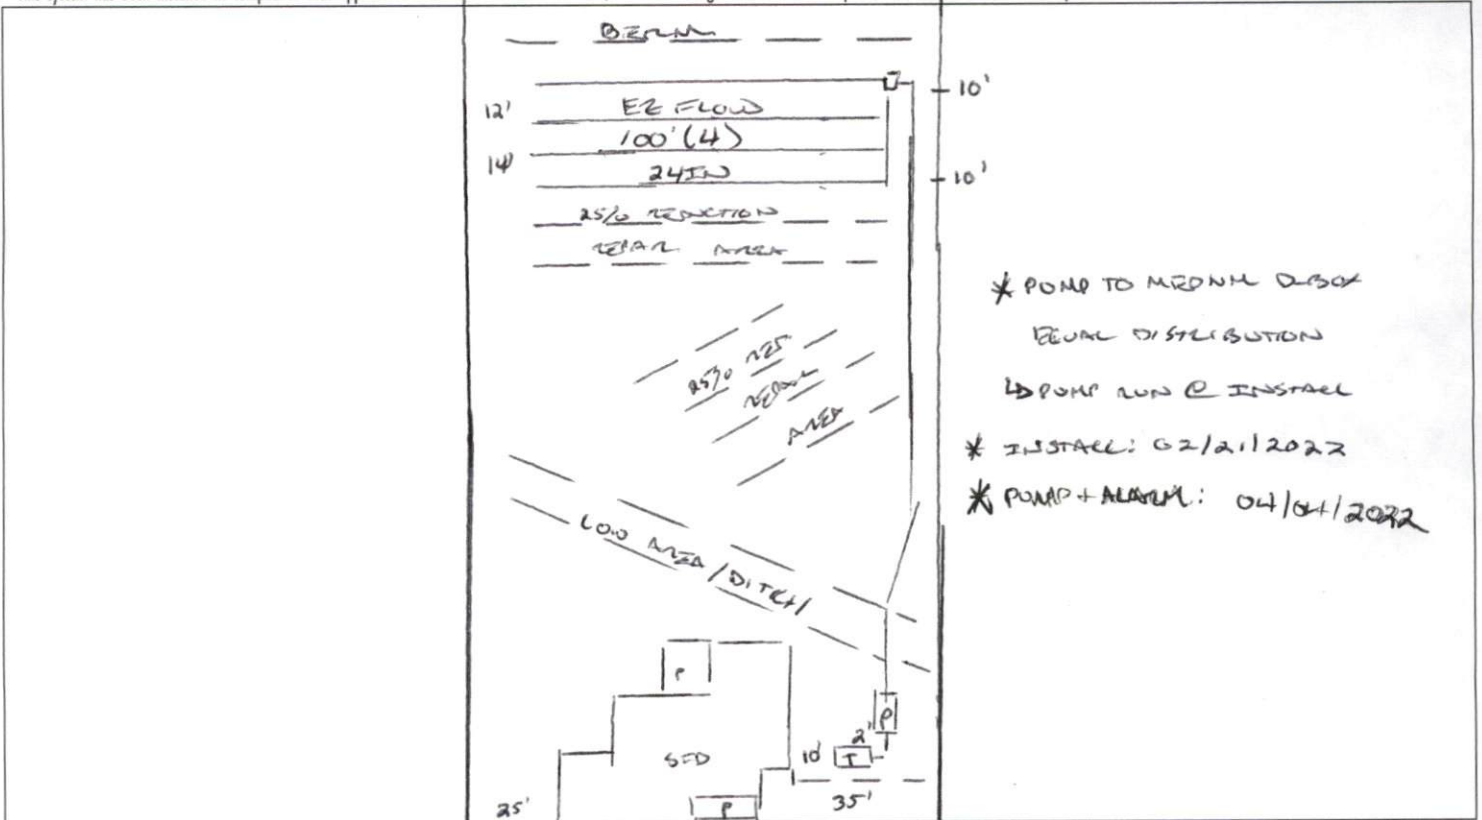 BERM
10'
12'
EZ FLOW
100' (4)
14'
24IN
10'
25% REDUCTION
REPAIR AREA
25% RED
REPAIR
AREA
* PUMP TO MEDIUM D-BOX
EQUAL DISTRIBUTION
↳ PUMP RUN @ INSTALL
* INSTALL: 02/21/2022
* PUMP + ALARM: 04/04/2022
LOW AREA / DITCH
P
P
2'
10'
T
SFD
25'
P
35'